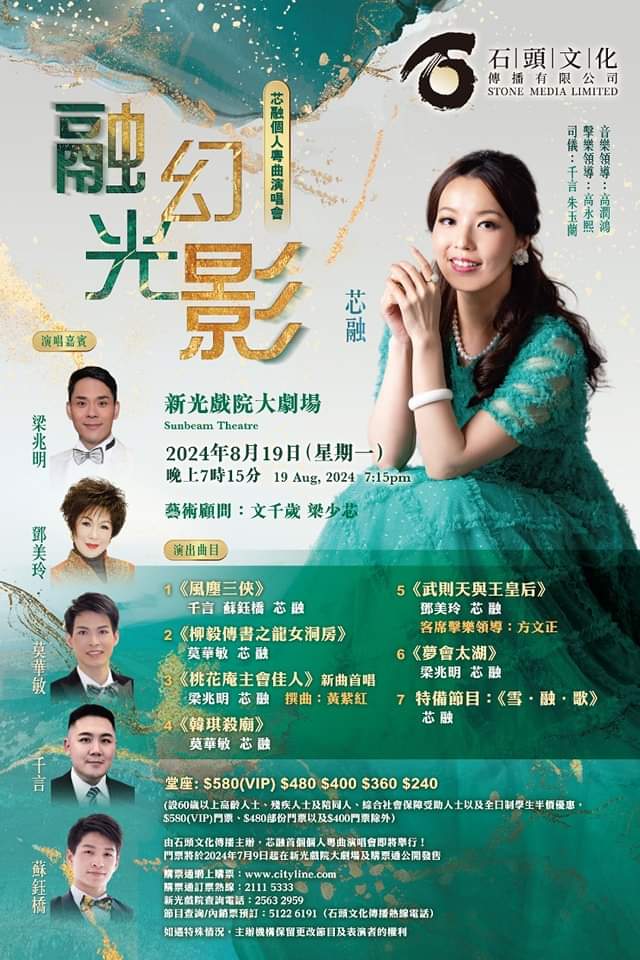 石頭文化
傳播有限公司
STONE MEDIA LIMITED
芯融個人粵曲演唱會
融幻
光影
音樂領導：高潤鴻
擊樂領導：高永熙
司儀：千言 朱玉蘭
芯融
演唱嘉賓
梁兆明
鄧美玲
莫華敏
千言
蘇鈺橋
新光戲院大劇場
Sunbeam Theatre
2024年8月19日(星期一)
晚上7時15分 19 Aug, 2024 7:15pm
藝術顧問：文千歲 梁少芯
演出曲目
1《風塵三俠》
千言 蘇鈺橋 芯融
2《柳毅傳書之龍女洞房》
莫華敏 芯融
3《桃花庵主會佳人》新曲首唱
梁兆明 芯融 撰曲：黃紫紅
4《韓琪殺廟》
莫華敏 芯融
5《武則天與王皇后》
鄧美玲 芯融
客席擊樂領導：方文正
6《夢會太湖》
梁兆明 芯融
7 特備節目：《雪·融·歌》
芯融
堂座: $580(VIP) $480 $400 $360 $240
(設60歲以上高齡人士、殘疾人士及陪同人、綜合社會保障受助人士以及全日制學生半價優惠，
$580(VIP)門票、$480部份門票以及$400門票除外)
由石頭文化傳播主辦，芯融首個個人粵曲演唱會即將舉行！
門票將於2024年7月9日起在新光戲院大劇場及購票通公開發售
購票通網上購票：www.cityline.com
購票通訂票熱線：2111 5333
新光戲院查詢電話：2563 2959
節目查詢/內銷票預訂：5122 6191（石頭文化傳播熱線電話）
如遇特殊情況，主辦機構保留更改節目及表演者的權利